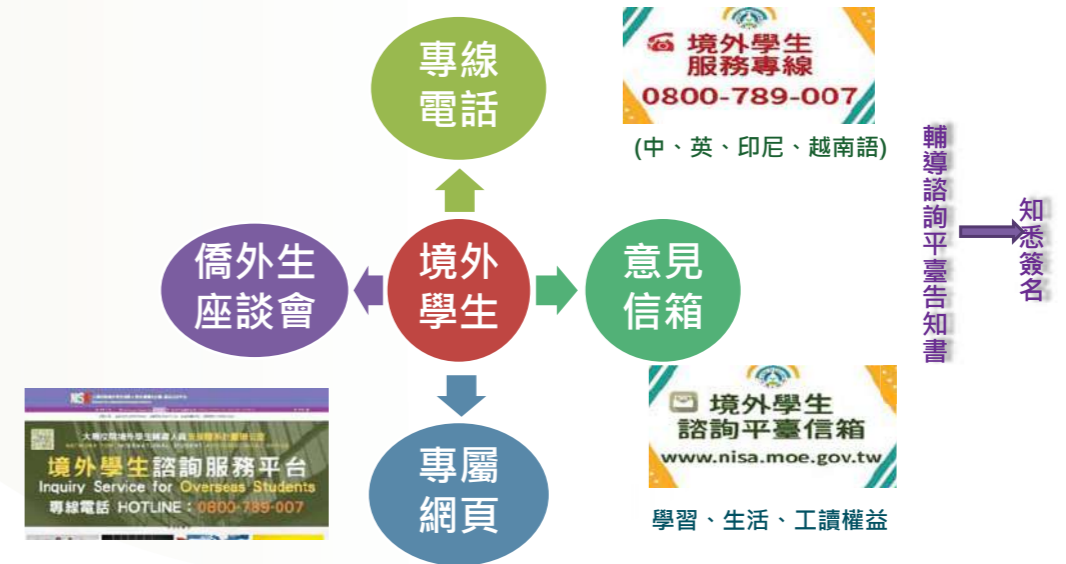 專線
電話
境外學生
服務專線
0800-789-007
(中、英、印尼、越南語)
輔導諮詢平臺告知書
知悉簽名
僑外生
座談會
境外
學生
意見
信箱
境外學生
諮詢平臺信箱
www.nisa.moe.gov.tw
學習、生活、工讀權益
專屬
網頁
境外學生諮詢服務平台
Inquiry Service for Overseas Students
專線電話 HOTLINE：0800-789-007